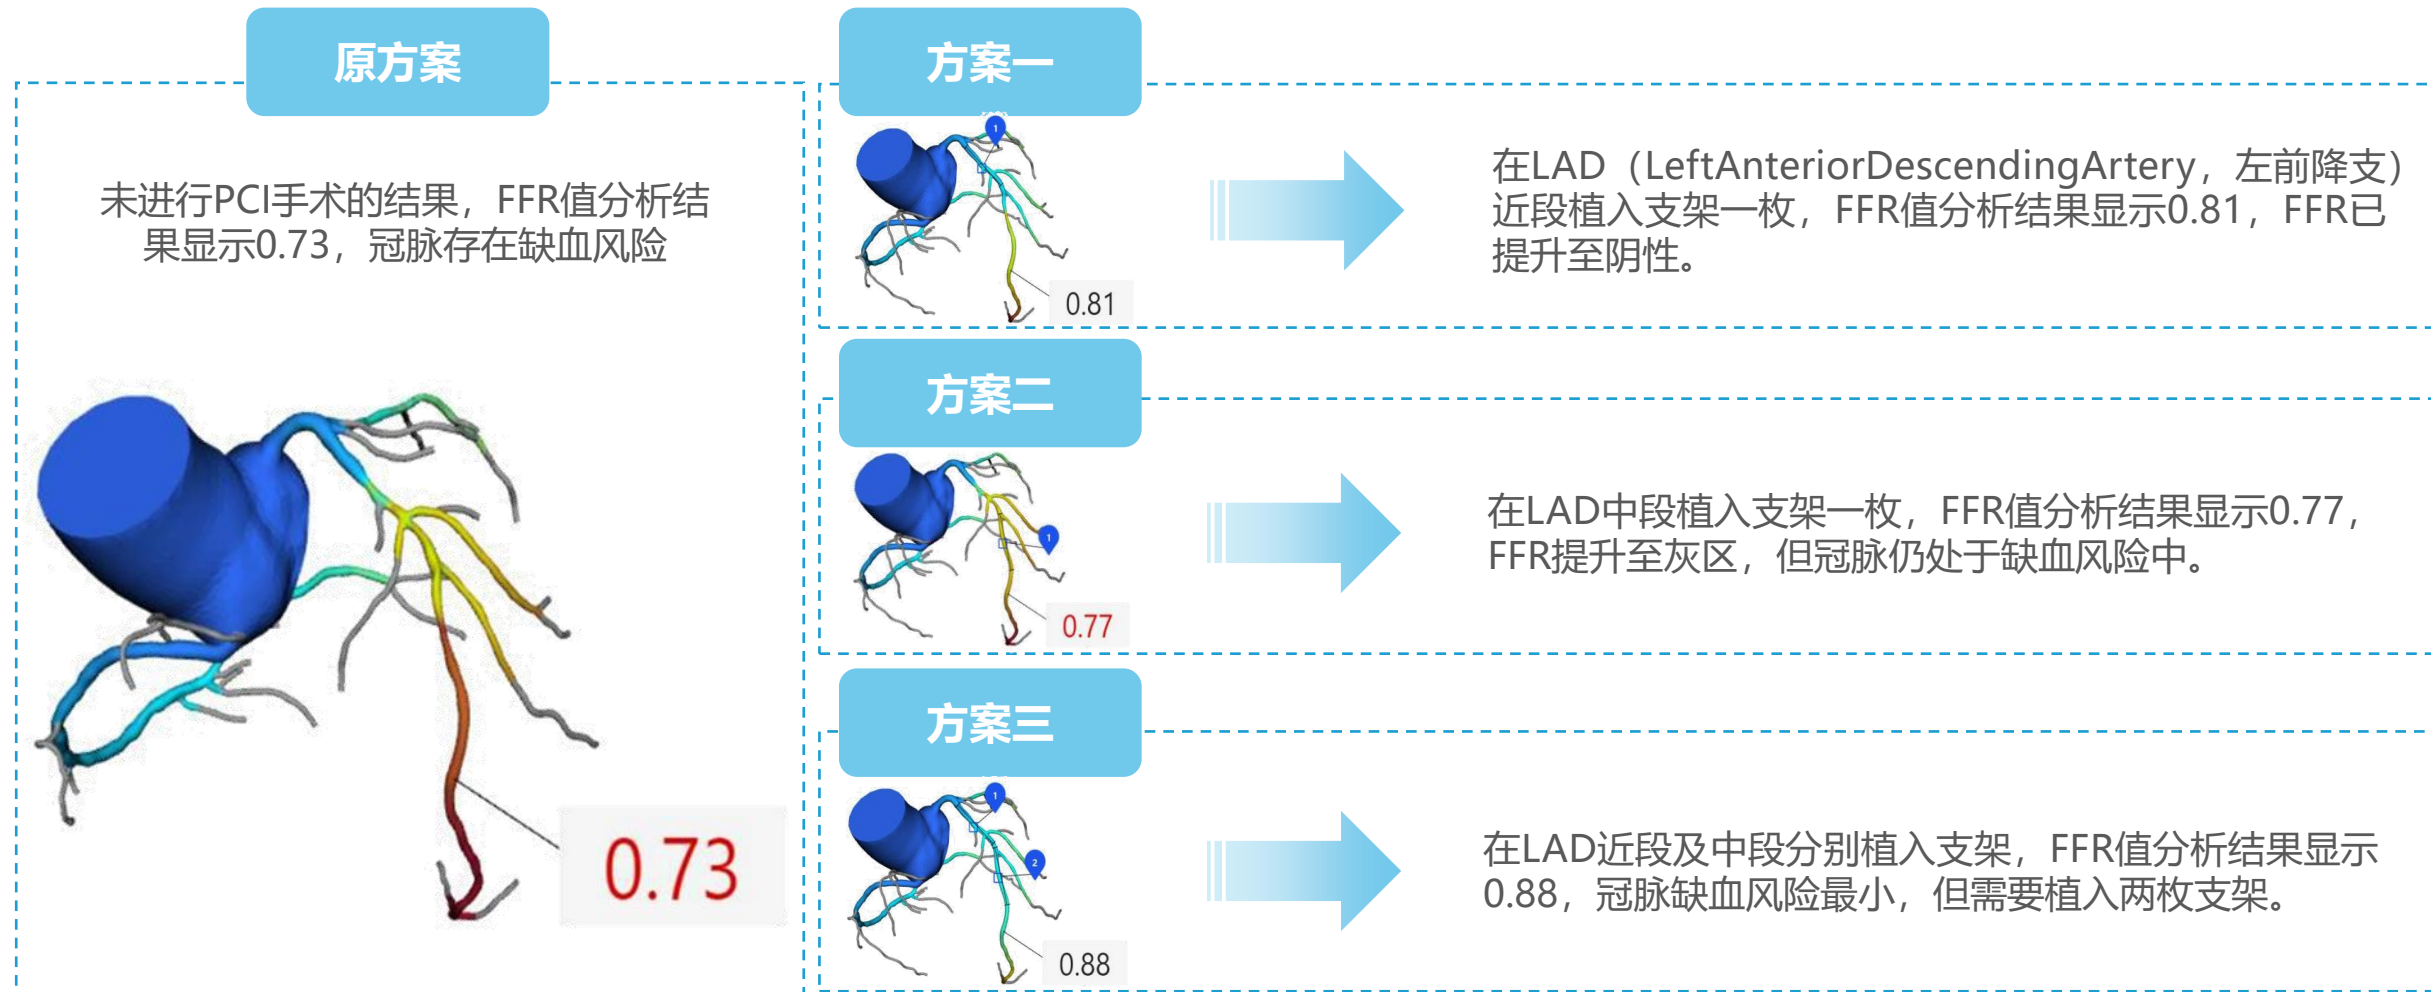 原方案
未进行PCI手术的结果，FFR值分析结
果显示0.73，冠脉存在缺血风险
0.73
方案一
1
0.81
在LAD（LeftAnteriorDescendingArtery，左前降支）
近段植入支架一枚，FFR值分析结果显示0.81，FFR已
提升至阴性。
方案二
1
0.77
在LAD中段植入支架一枚，FFR值分析结果显示0.77，
FFR提升至灰区，但冠脉仍处于缺血风险中。
方案三
1
2
0.88
在LAD近段及中段分别植入支架，FFR值分析结果显示
0.88，冠脉缺血风险最小，但需要植入两枚支架。